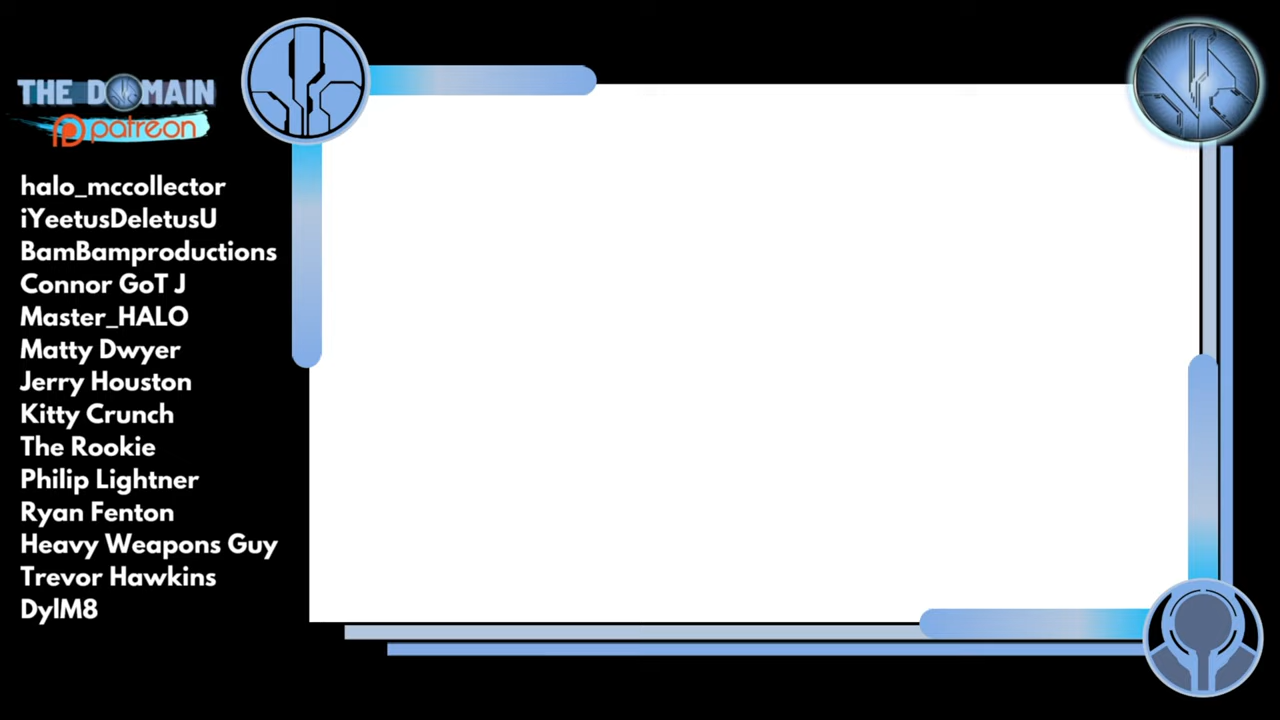 THE DOMAIN
patreon
halo_mccollector
iYeetusDeletusU
BamBamproductions
Connor GoT J
Master_HALO
Matty Dwyer
Jerry Houston
Kitty Crunch
The Rookie
Philip Lightner
Ryan Fenton
Heavy Weapons Guy
Trevor Hawkins
DylM8